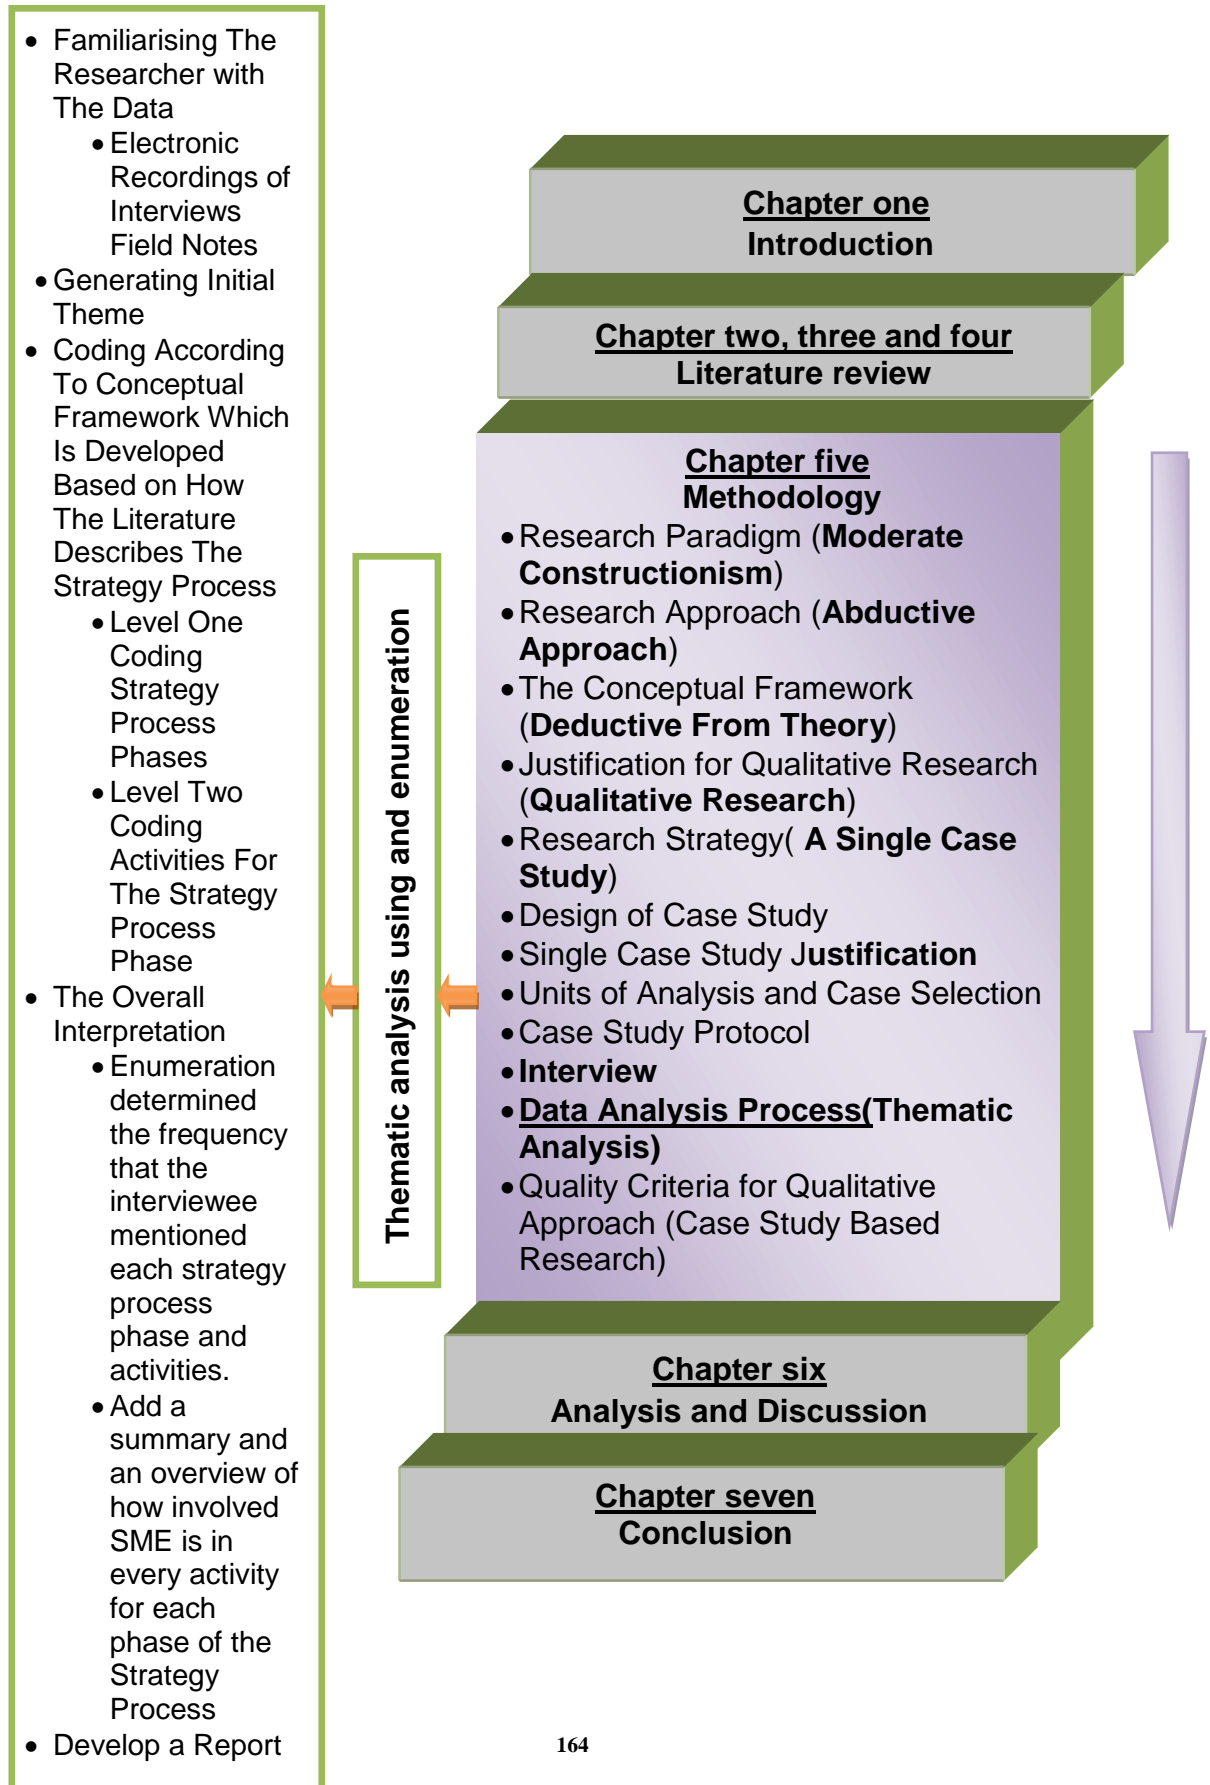 • Familiarising The
Researcher with
The Data
• Electronic
Recordings of
Interviews
Field Notes
• Generating Initial
Theme
• Coding According
To Conceptual
Framework Which
Is Developed
Based on How
The Literature
Describes The
Strategy Process
• Level One
Coding
Strategy
Process
Phases
• Level Two
Coding
Activities For
The Strategy
Process
Phase
• The Overall
Interpretation
• Enumeration
determined
the frequency
that the
interviewee
mentioned
each strategy
process
phase and
activities.
• Add a
summary and
an overview of
how involved
SME is in
every activity
for each
phase of the
Strategy
Process
• Develop a Report
Thematic analysis using and enumeration
Chapter one
Introduction
Chapter two, three and four
Literature review
Chapter five
Methodology
• Research Paradigm (Moderate
Constructionism)
• Research Approach (Abductive
Approach)
• The Conceptual Framework
(Deductive From Theory)
• Justification for Qualitative Research
(Qualitative Research)
• Research Strategy( A Single Case
Study)
• Design of Case Study
• Single Case Study Justification
• Units of Analysis and Case Selection
• Case Study Protocol
• Interview
• Data Analysis Process(Thematic
Analysis)
• Quality Criteria for Qualitative
Approach (Case Study Based
Research)
Chapter six
Analysis and Discussion
Chapter seven
Conclusion
164